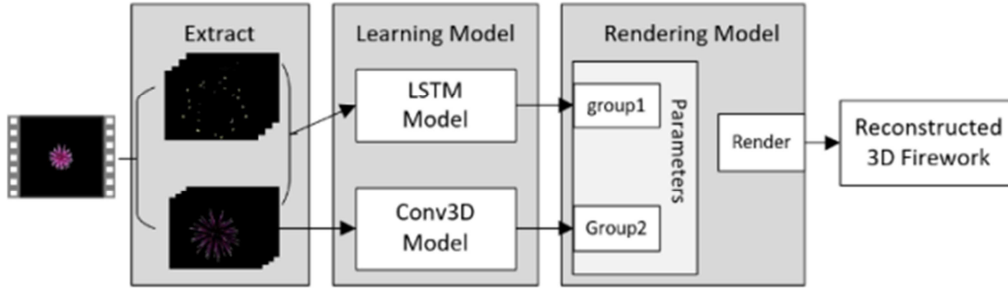 Extract
Learning Model
LSTM
Model
Conv3D
Model
Rendering Model
group1
Group2
Parameters
Render
Reconstructed
3D Firework